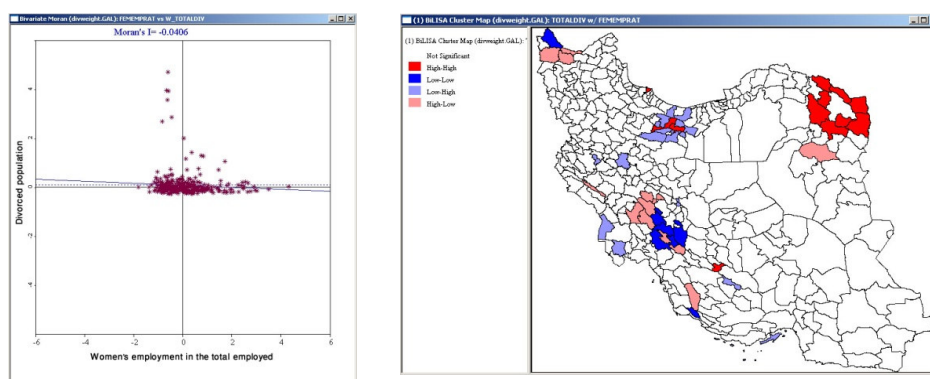 Bivariate Moran (divweight.GAL): FEMEMPRAT vs W_TOTALDIV
Moran's I= -0.0406
Divorced population
4
2
0
-2
-4
-6
-4
-2
0
2
4
6
Women's employment in the total employed
(1) BiLISA Cluster Map (divweight.GAL): TOTALDIV w/ FEMEMPRAT
(1) BiLISA Cluster Map (divweight.GAL): "
Not Significant
High-High
Low-Low
Low-High
High-Low